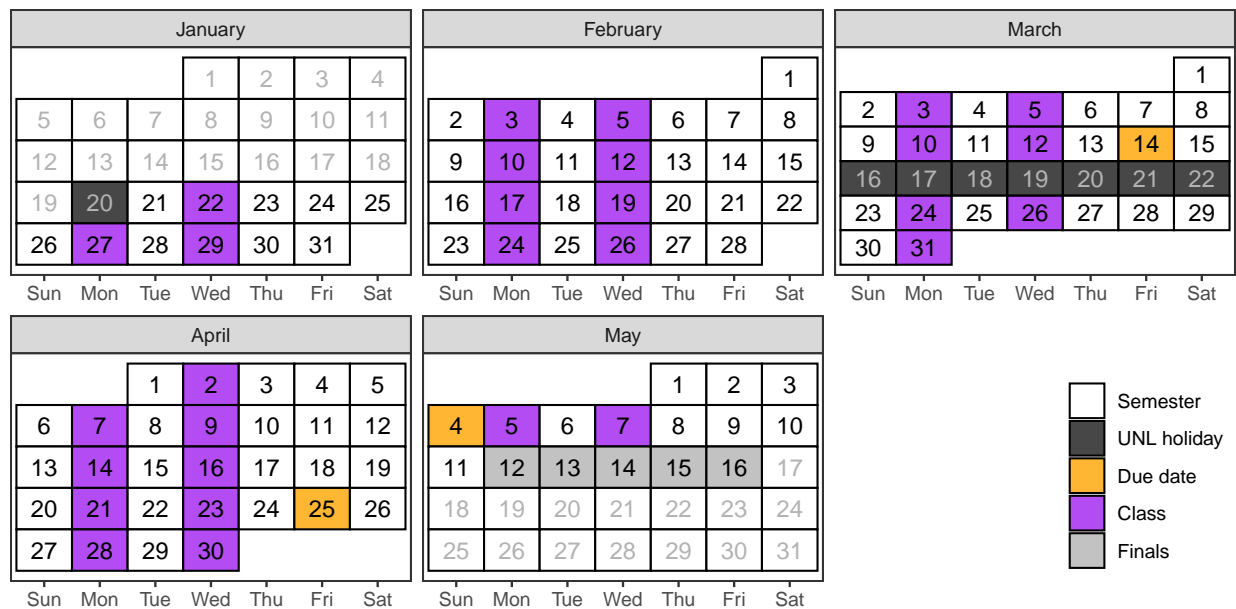 January
1 2 3 4
5 6 7 8 9 10 11
12 13 14 15 16 17 18
19 20 21 22 23 24 25
26 27 28 29 30 31
Sun Mon Tue Wed Thu Fri Sat
February
1
2 3 4 5 6 7 8
9 10 11 12 13 14 15
16 17 18 19 20 21 22
23 24 25 26 27 28
Sun Mon Tue Wed Thu Fri Sat
March
1
2 3 4 5 6 7 8
9 10 11 12 13 14 15
16 17 18 19 20 21 22
23 24 25 26 27 28 29
30 31
Sun Mon Tue Wed Thu Fri Sat
April
1 2 3 4 5
6 7 8 9 10 11 12
13 14 15 16 17 18 19
20 21 22 23 24 25 26
27 28 29 30
Sun Mon Tue Wed Thu Fri Sat
May
1 2 3
4 5 6 7 8 9 10
11 12 13 14 15 16 17
18 19 20 21 22 23 24
25 26 27 28 29 30 31
Sun Mon Tue Wed Thu Fri Sat
Semester
UNL holiday
Due date
Class
Finals